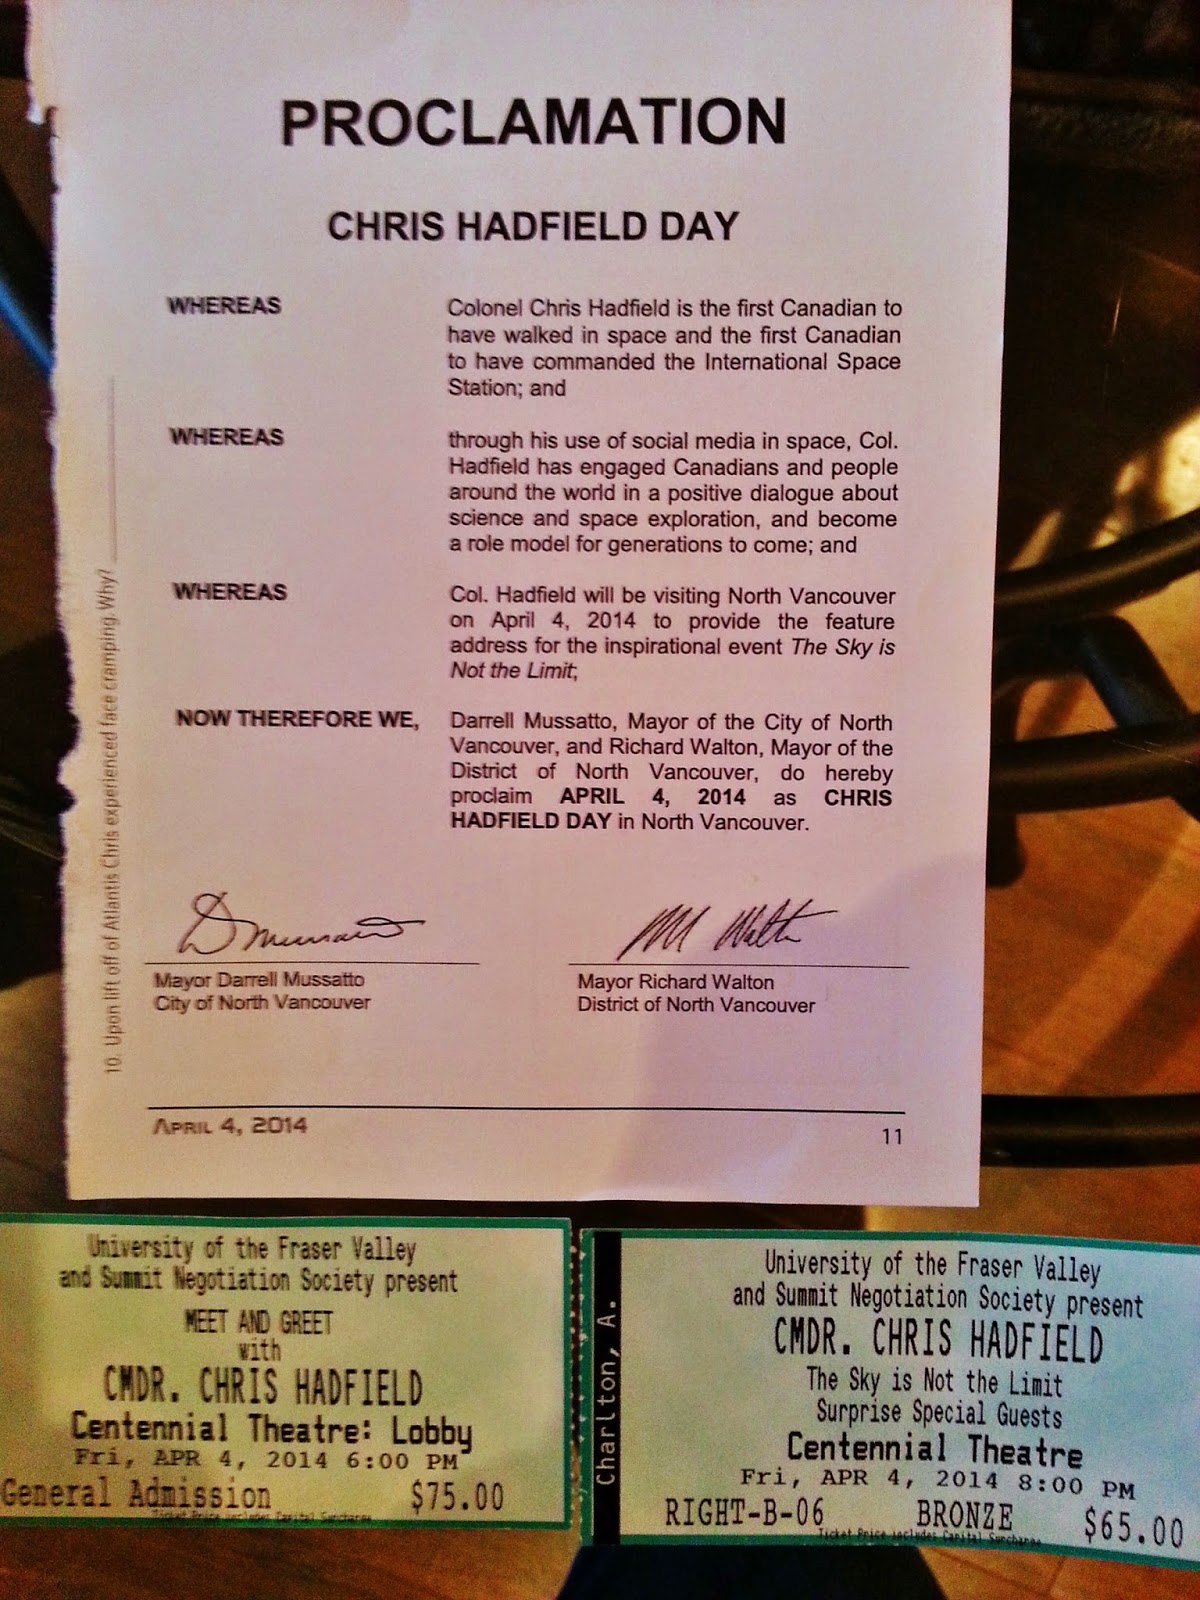 PROCLAMATION
CHRIS HADFIELD DAY
WHEREAS Colonel Chris Hadfield is the first Canadian to
have walked in space and the first Canadian
to have commanded the International Space
Station; and
WHEREAS through his use of social media in space, Col.
Hadfield has engaged Canadians and people
around the world in a positive dialogue about
science and space exploration, and become
a role model for generations to come; and
WHEREAS Col. Hadfield will be visiting North Vancouver
on April 4, 2014 to provide the feature
address for the inspirational event The Sky is
Not the Limit;
NOW THEREFORE WE, Darrell Mussatto, Mayor of the City of North
Vancouver, and Richard Walton, Mayor of the
District of North Vancouver, do hereby
proclaim APRIL 4, 2014 as CHRIS
HADFIELD DAY in North Vancouver.
Mayor Darrell Mussatto
City of North Vancouver
Mayor Richard Walton
District of North Vancouver
APRIL 4, 2014
11
10. Upon lift off of Atlantis Chris experienced face cramping. Why?
University of the Fraser Valley
and Summit Negotiation Society present
MEET AND GREET
with
CMDR. CHRIS HADFIELD
Centennial Theatre: Lobby
Fri, APR 4, 2014 6:00 PM
General Admission $75.00
Ticket Price includes Capital Surcharge
Charlton, A.
University of the Fraser Valley
and Summit Negotiation Society present
CMDR. CHRIS HADFIELD
The Sky is Not the Limit
Surprise Special Guests
Centennial Theatre
Fri, APR 4, 2014 8:00 PM
RIGHT-B-06 BRONZE $65.00
Ticket Price includes Capital Surcharge